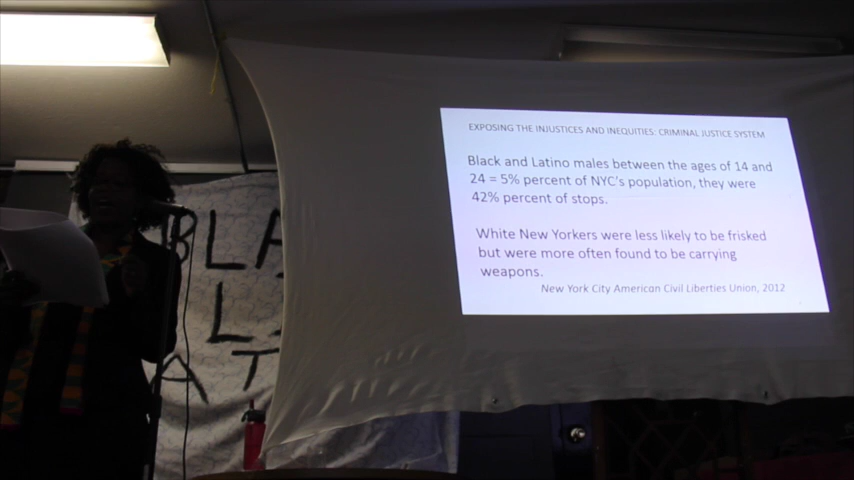 EXPOSING THE INJUSTICES AND INEQUITIES: CRIMINAL JUSTICE SYSTEM
Black and Latino males between the ages of 14 and
24 = 5% percent of NYC's population, they were
42% percent of stops.
White New Yorkers were less likely to be frisked
but were more often found to be carrying
weapons.
New York City American Civil Liberties Union, 2012
BLA
L
AT